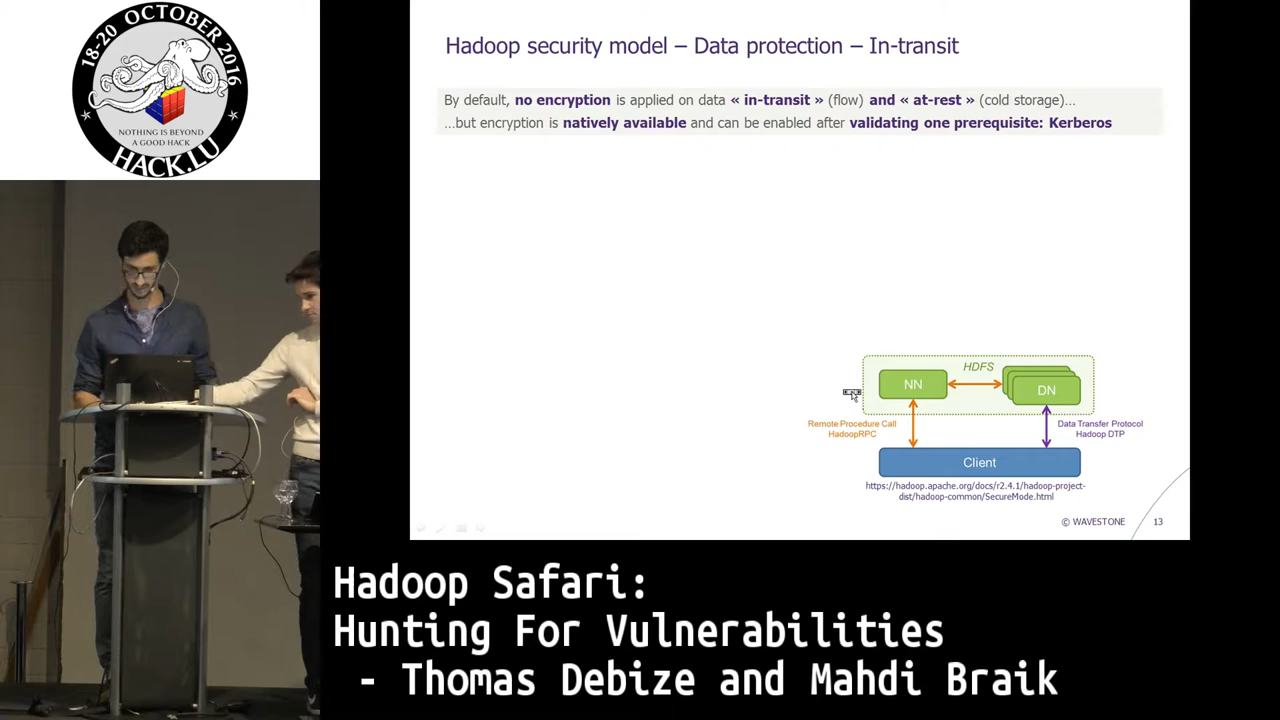 18-20 OCTOBER 2016
NOTHING IS BEYOND
A GOOD HACK
HACK.LU
Hadoop security model – Data protection – In-transit
By default, no encryption is applied on data « in-transit » (flow) and « at-rest » (cold storage)…
…but encryption is natively available and can be enabled after validating one prerequisite: Kerberos
HDFS
NN
DN
Remote Procedure Call
HadoopRPC
Data Transfer Protocol
Hadoop DTP
Client
https://hadoop.apache.org/docs/r2.4.1/hadoop-project-
dist/hadoop-common/SecureMode.html
© WAVESTONE
13
Hadoop Safari:
Hunting For Vulnerabilities
- Thomas Debize and Mahdi Braik